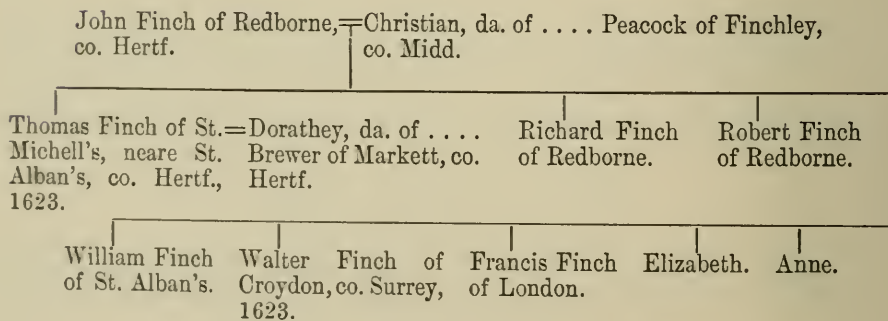 John Finch of Redborne,=Christian, da. of .... Peacock of Finchley,
co. Hertf.
co. Midd.
Thomas Finch of St.=Dorathey, da. of ....
Michell's, neare St. Brewer of Markett, co.
Alban's, co. Hertf., Hertf.
1623.
Richard Finch
of Redborne.
Robert Finch
of Redborne.
William Finch
of St. Alban's.
Walter Finch of
Croydon, co. Surrey,
1623.
Francis Finch
of London.
Elizabeth.
Anne.